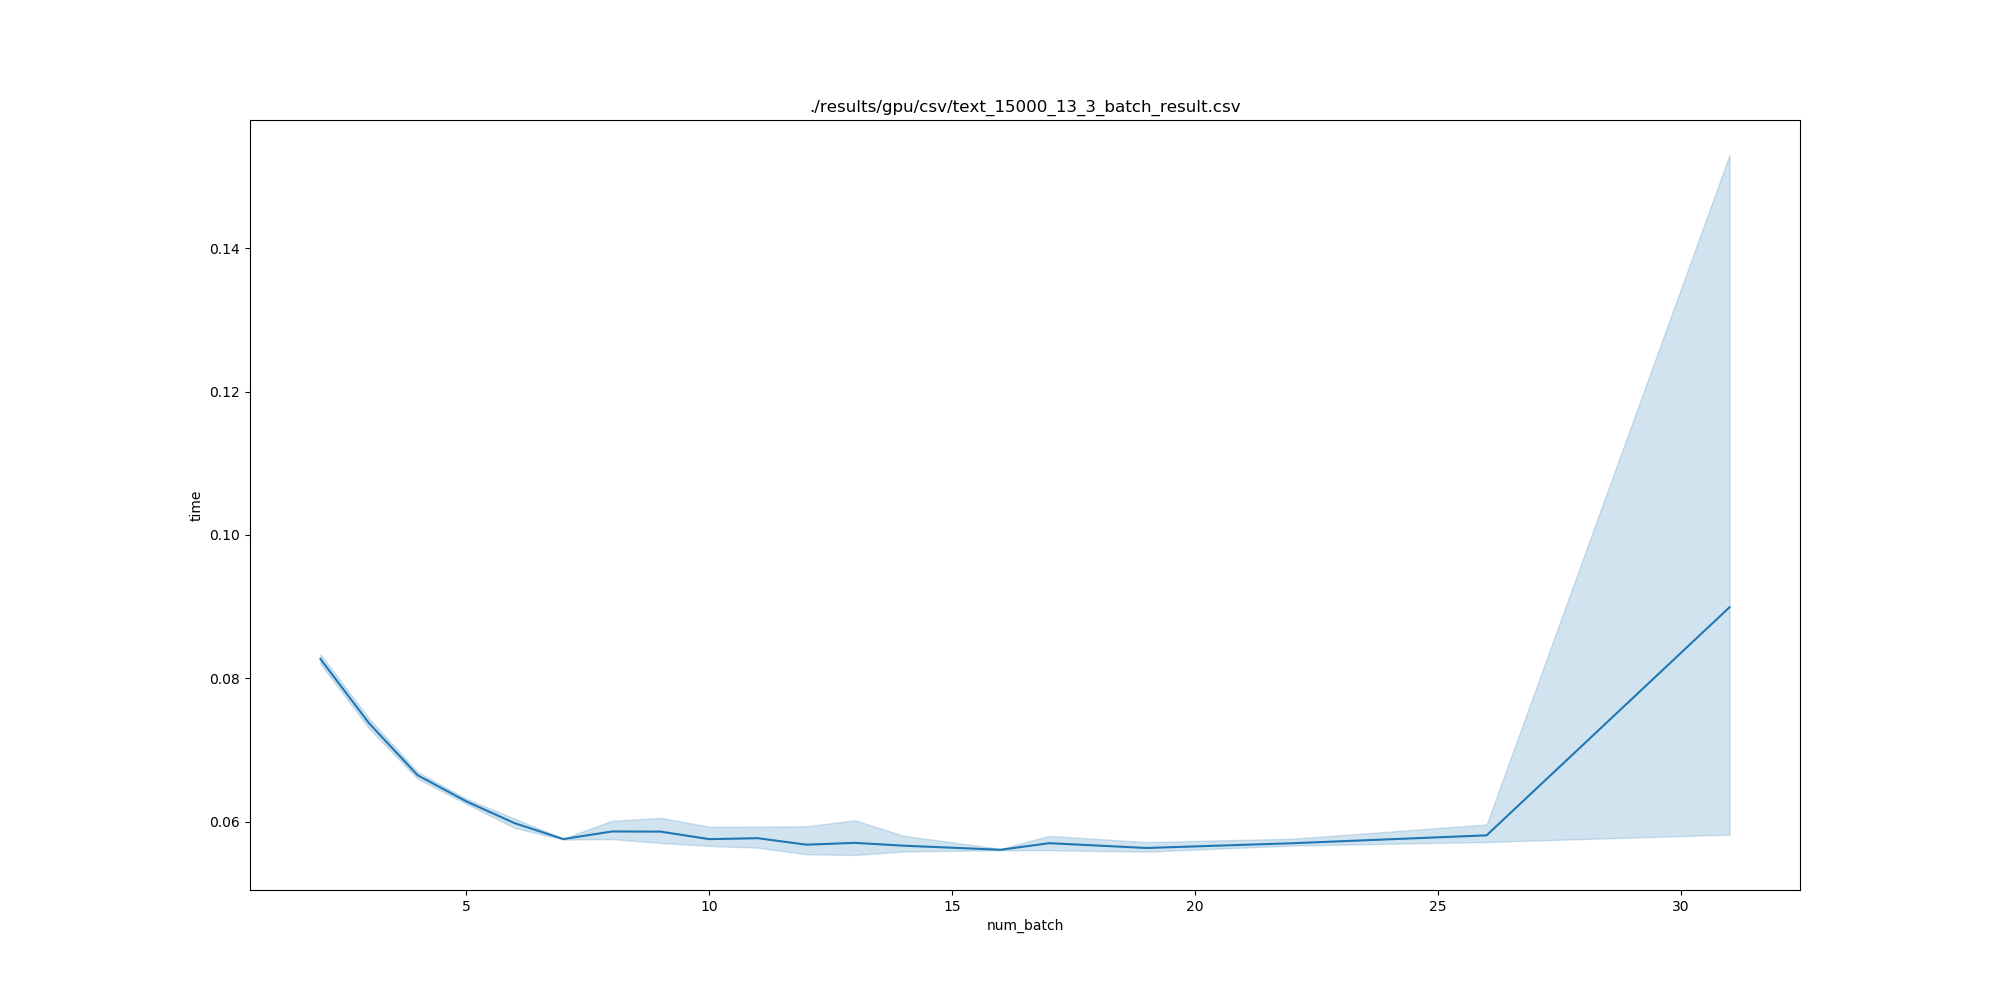 ./results/gpu/csv/text_15000_13_3_batch_result.csv
0.14
0.12
0.10
0.08
0.06
time
5 10 15 20 25 30
num_batch